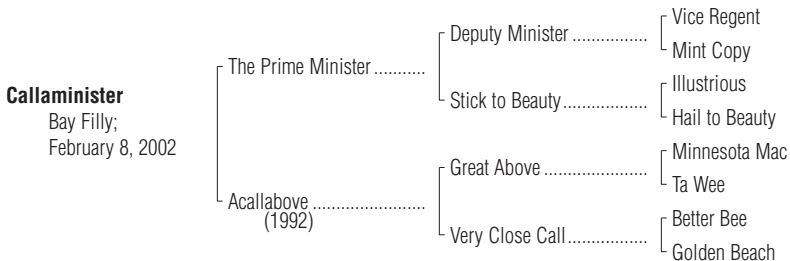 Callaminister
Bay Filly;
February 8, 2002
The Prime Minister ...........
Acallabove .......................
(1992)
Deputy Minister ................
Stick to Beauty..................
Great Above ......................
Very Close Call.................
Vice Regent
Mint Copy
Illustrious
Hail to Beauty
Minnesota Mac
Ta Wee
Better Bee
Golden Beach